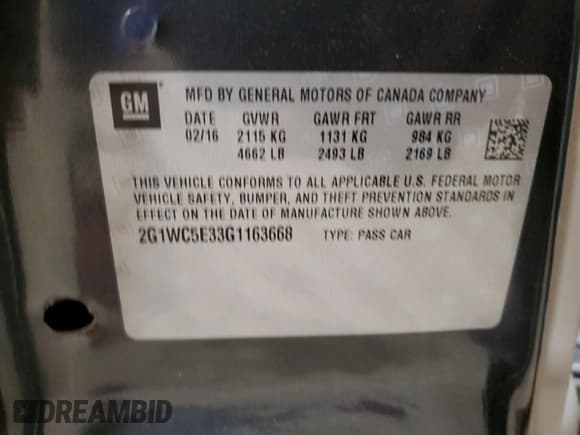 GM
MFD BY GENERAL MOTORS OF CANADA COMPANY
DATE GVWR GAWR FRT GAWR RR
02/16 2115 KG 1131 KG 984 KG
4662 LB 2493 LB 2169 LB
THIS VEHICLE CONFORMS TO ALL APPLICABLE U.S. FEDERAL MOTOR
VEHICLE SAFETY, BUMPER, AND THEFT PREVENTION STANDARDS IN
EFFECT ON THE DATE OF MANUFACTURE SHOWN ABOVE.
2G1WC5E33G1163668 TYPE: PASS CAR
DREAMBID